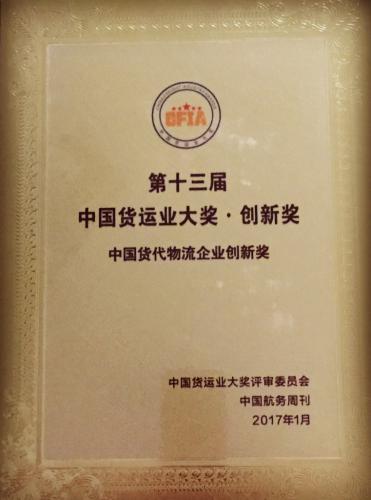 CFIA
第十三届
中国货运业大奖·创新奖
中国货代物流企业创新奖
中国货运业大奖评审委员会
中国航务周刊
2017年1月